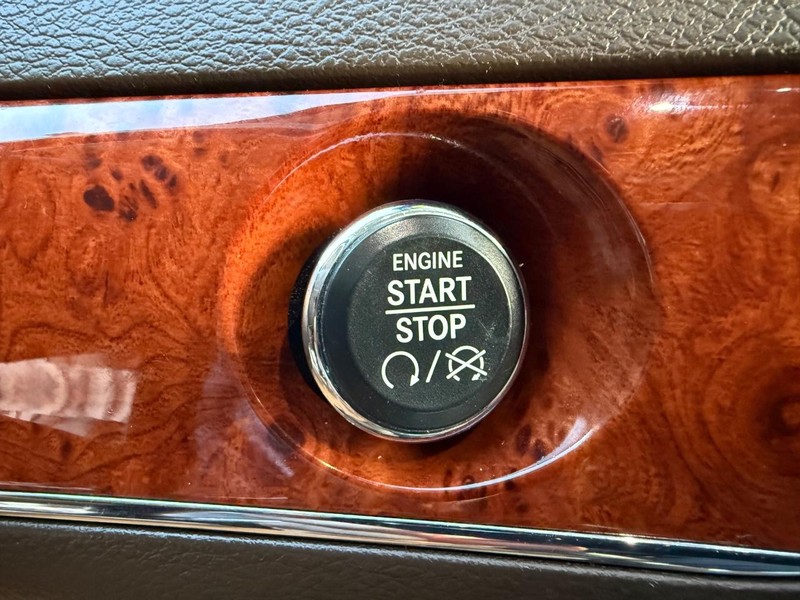 ENGINE
START
STOP
/